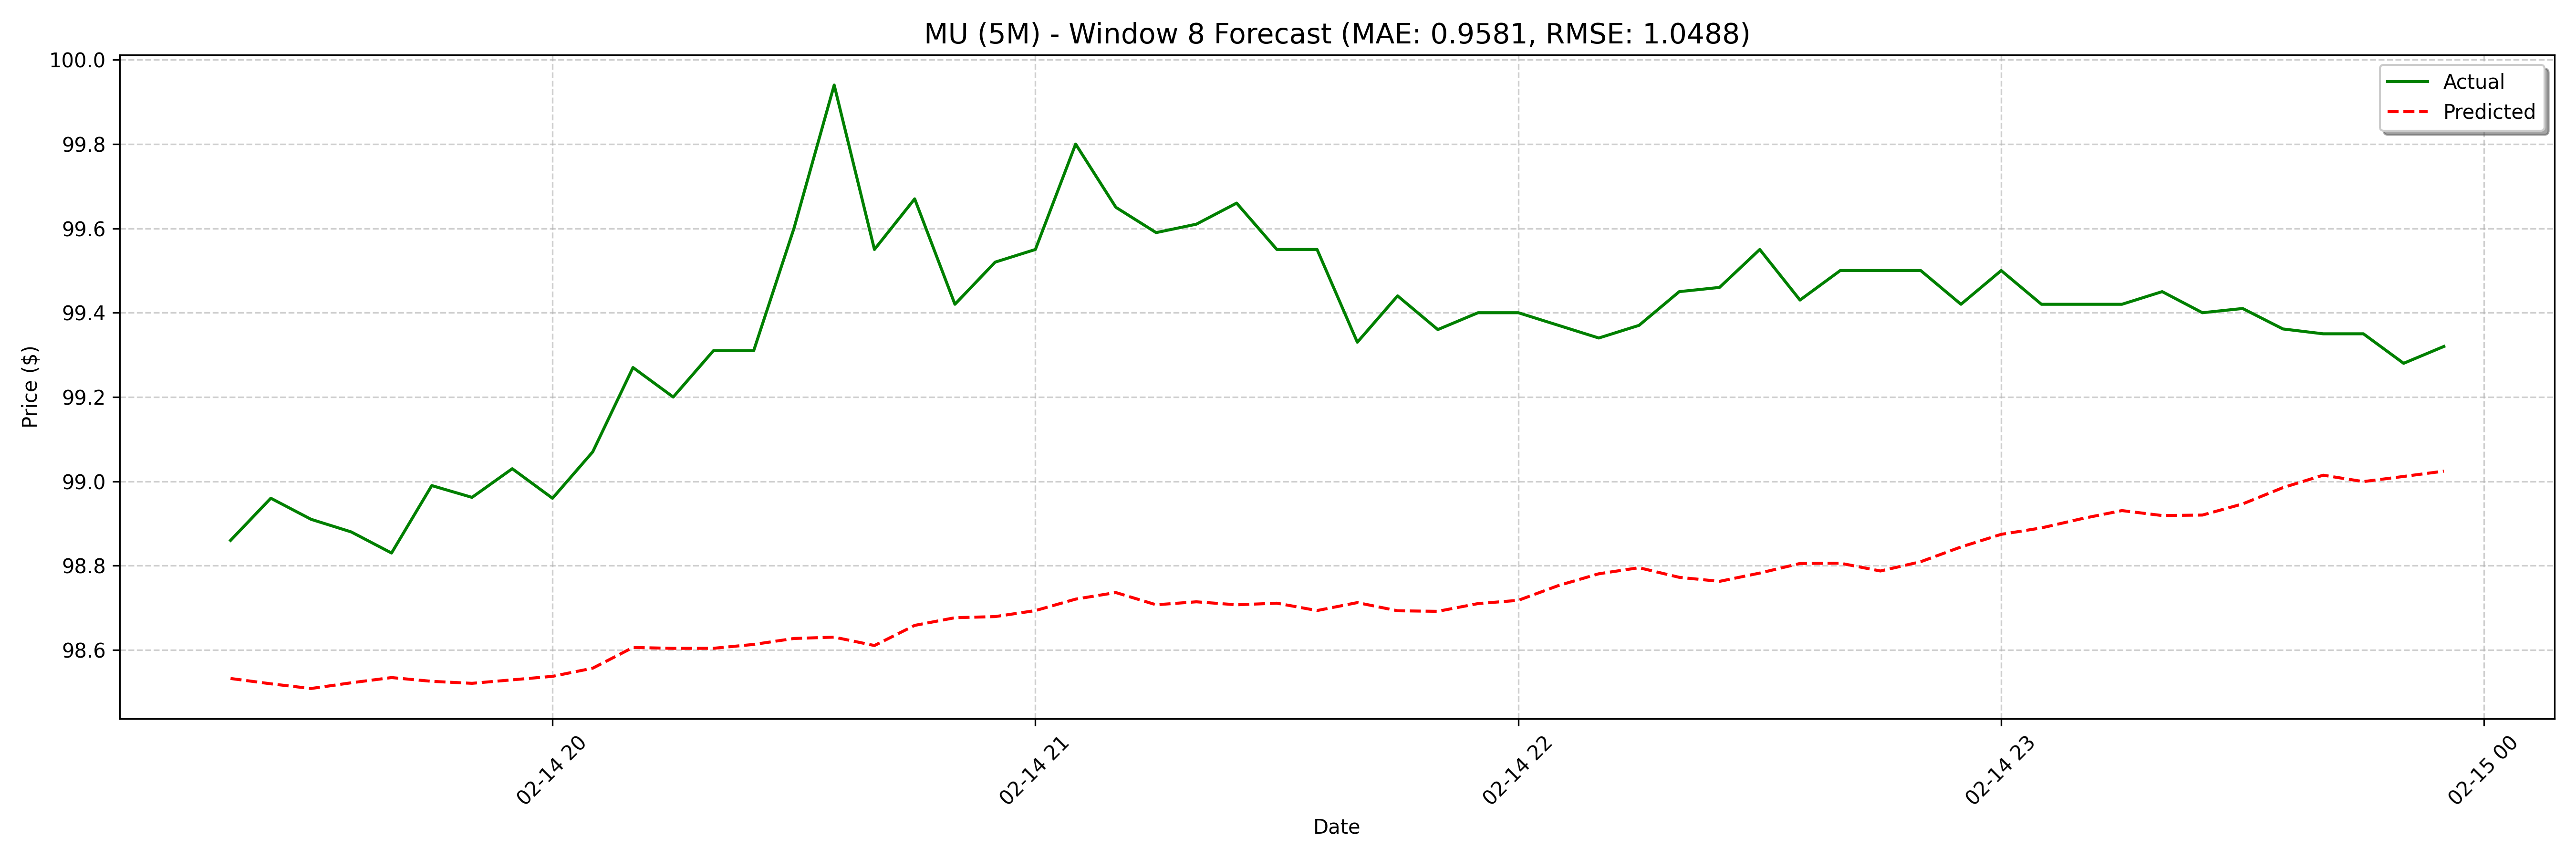 MU (5M) - Window 8 Forecast (MAE: 0.9581, RMSE: 1.0488)
Actual
Predicted
Price ($)
100.0
99.8
99.6
99.4
99.2
99.0
98.8
98.6
02-14 20
02-14 21
02-14 22
02-14 23
02-15 00
Date